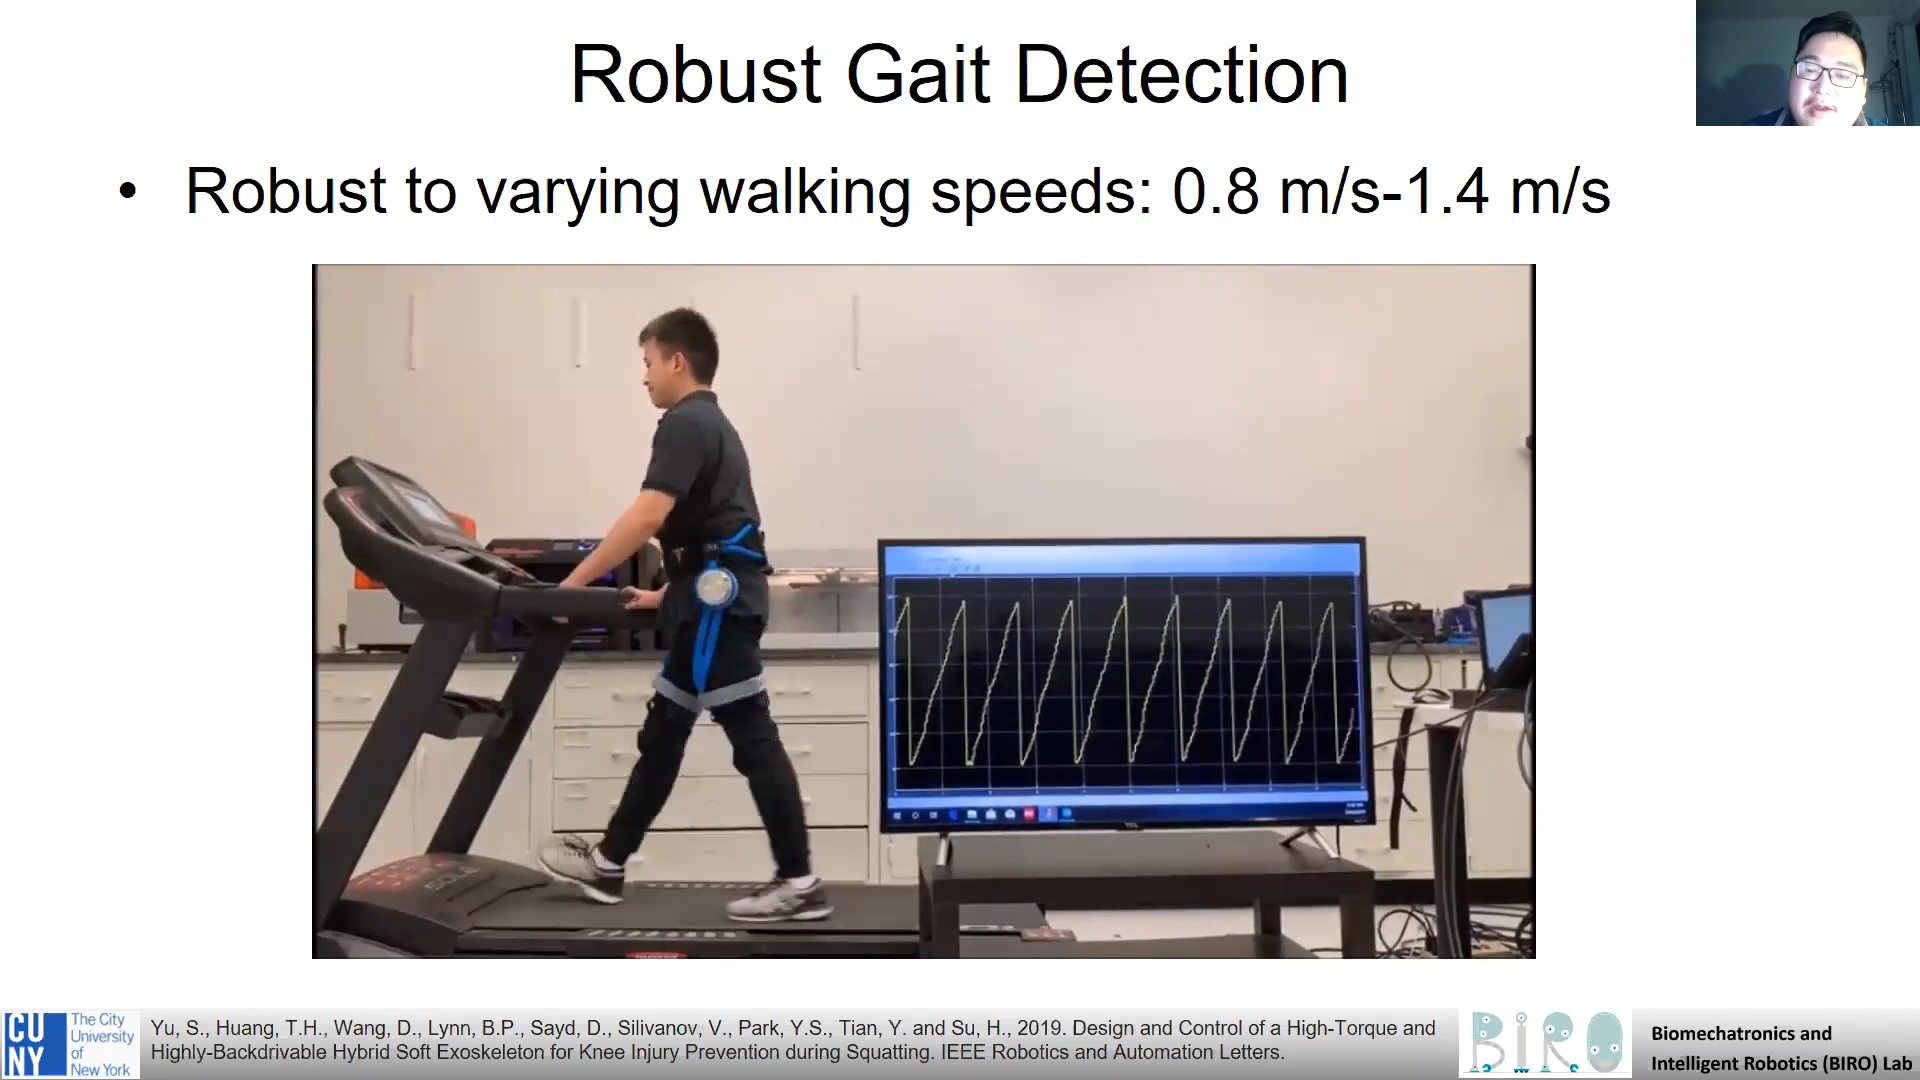 Robust Gait Detection
• Robust to varying walking speeds: 0.8 m/s-1.4 m/s
SOLE
TCL
CU
NY
The City
University
of
New York
Yu, S., Huang, T.H., Wang, D., Lynn, B.P., Sayd, D., Silivanov, V., Park, Y.S., Tian, Y. and Su, H., 2019. Design and Control of a High-Torque and
Highly-Backdrivable Hybrid Soft Exoskeleton for Knee Injury Prevention during Squatting. IEEE Robotics and Automation Letters.
BiRO
Biomechatronics and
Intelligent Robotics (BIRO) Lab